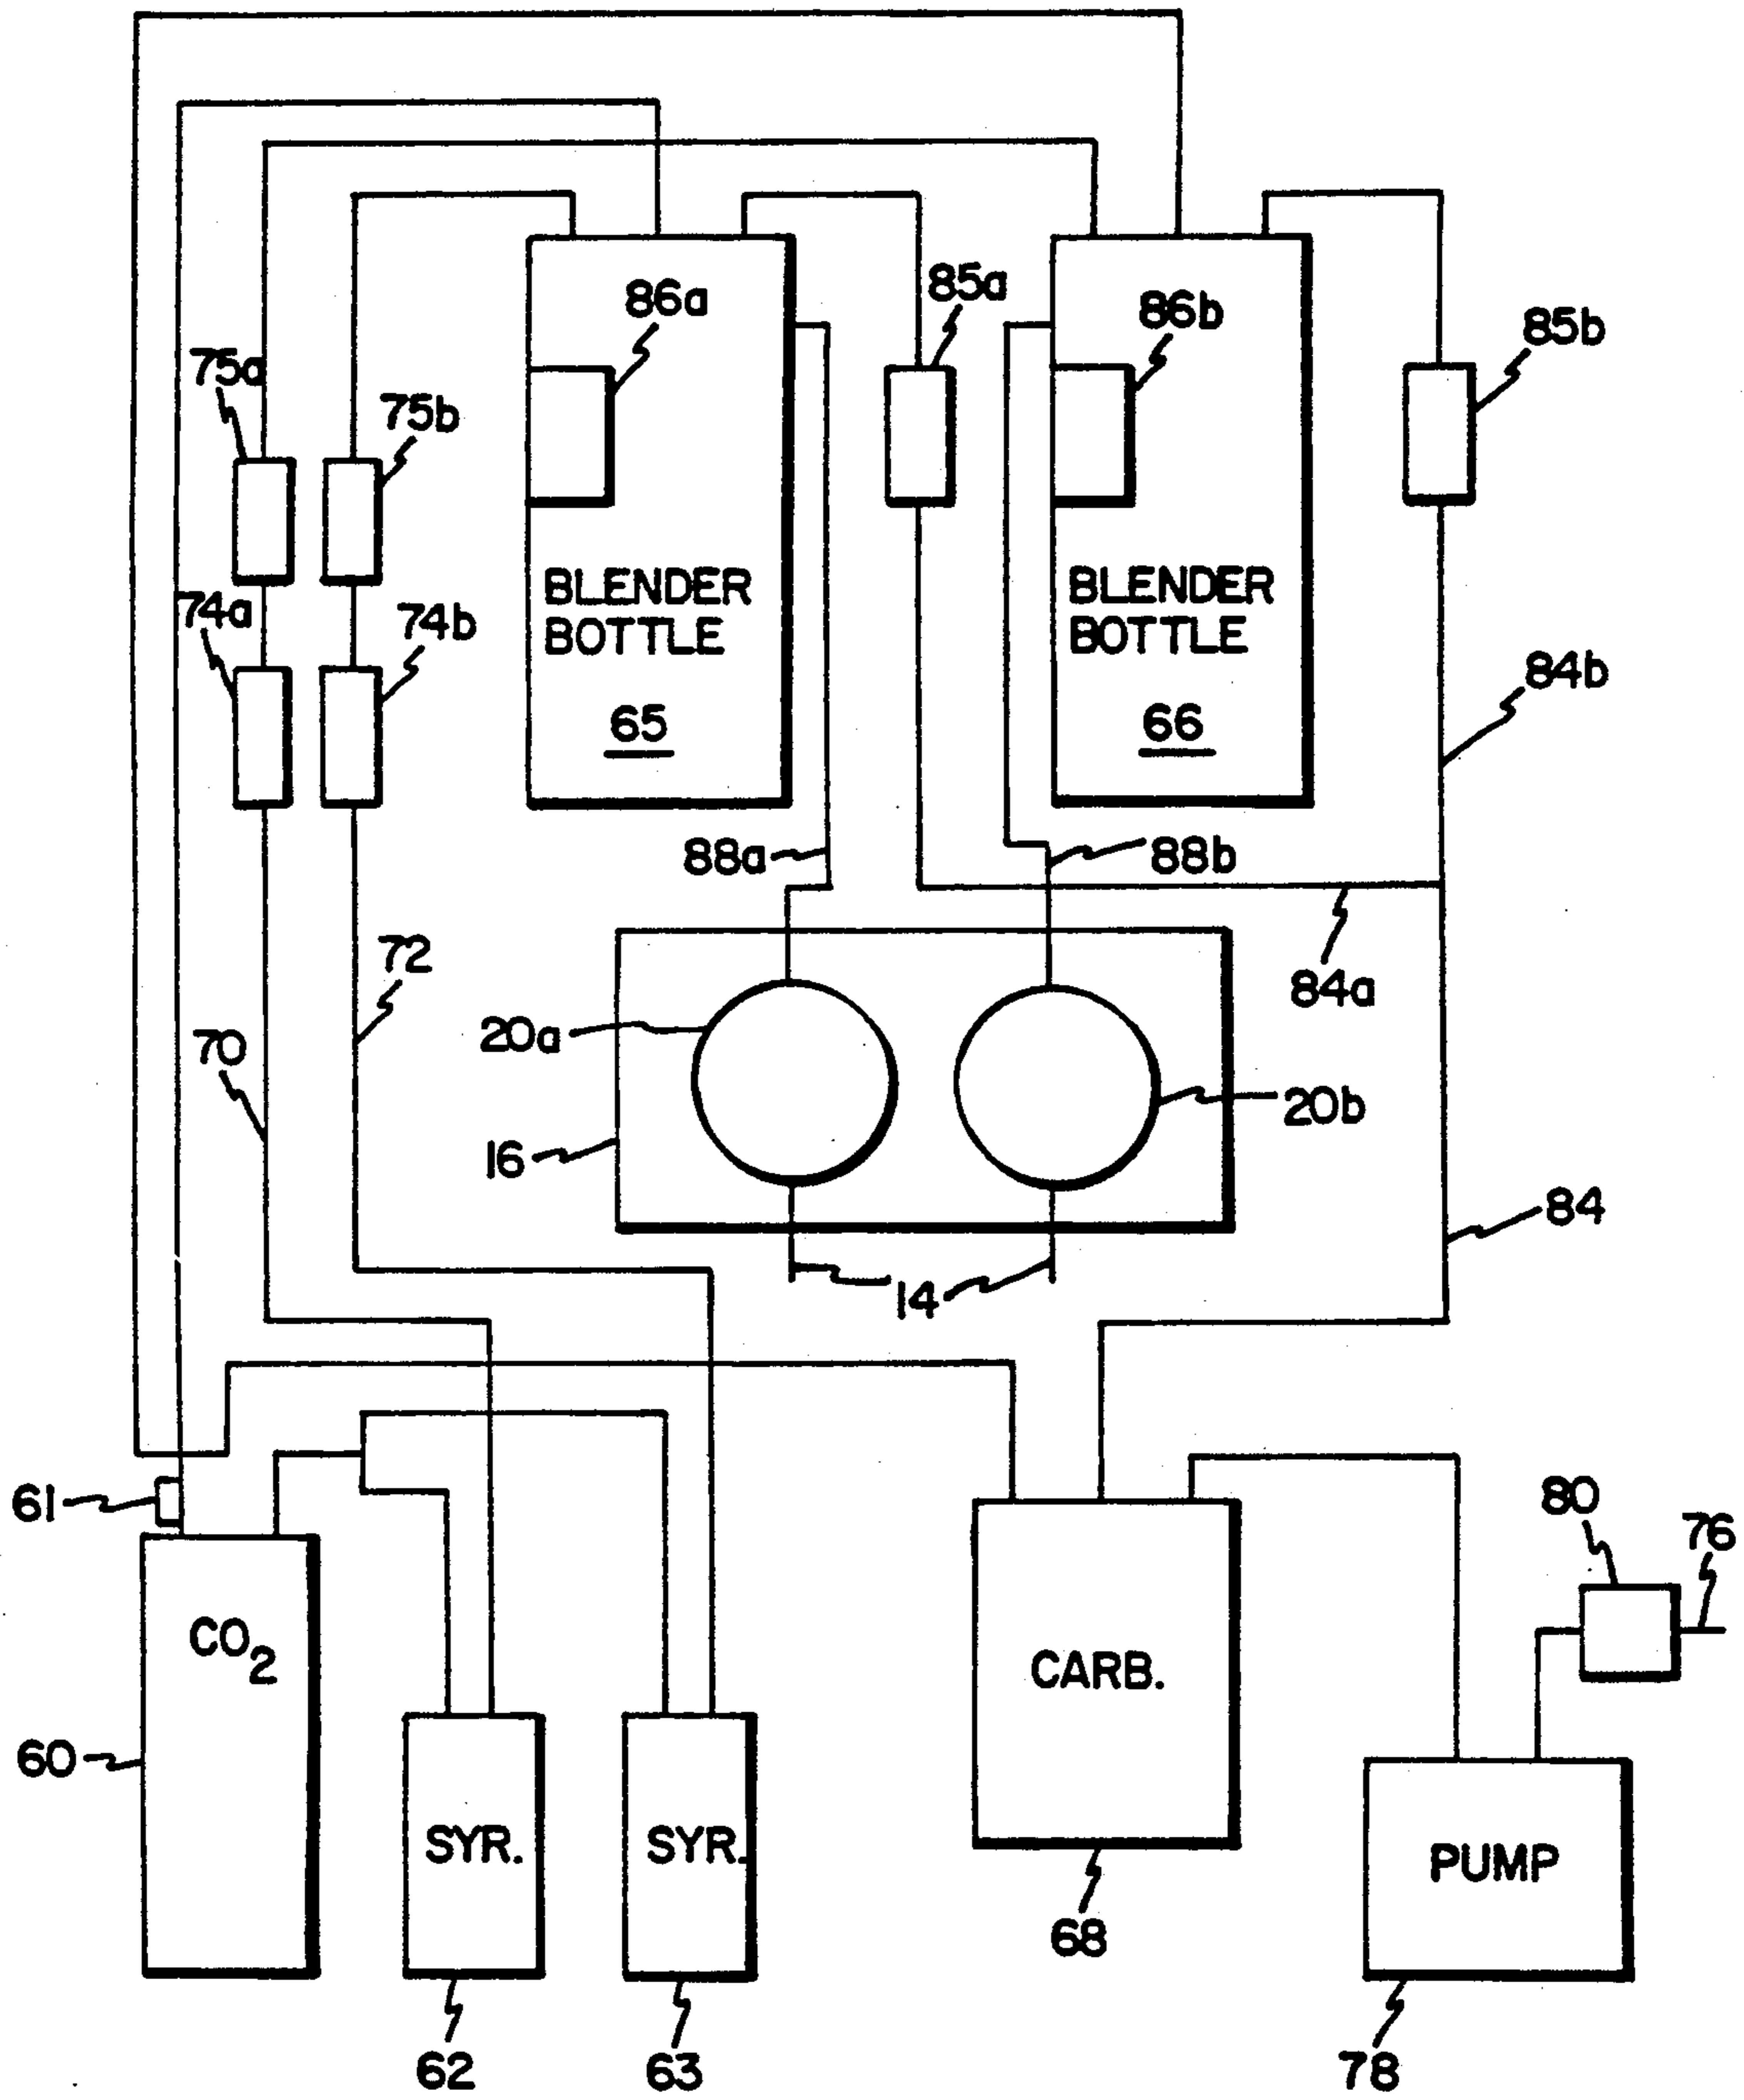 86a
85a
86b
85b
75a
75b
BLENDER
BOTTLE
65
BLENDER
BOTTLE
66
74a
74b
84b
88a
88b
72
84a
20a
70
20b
16
84
14
61
80
76
CO2
CARB.
60
SYR.
SYR.
PUMP
68
62
63
78